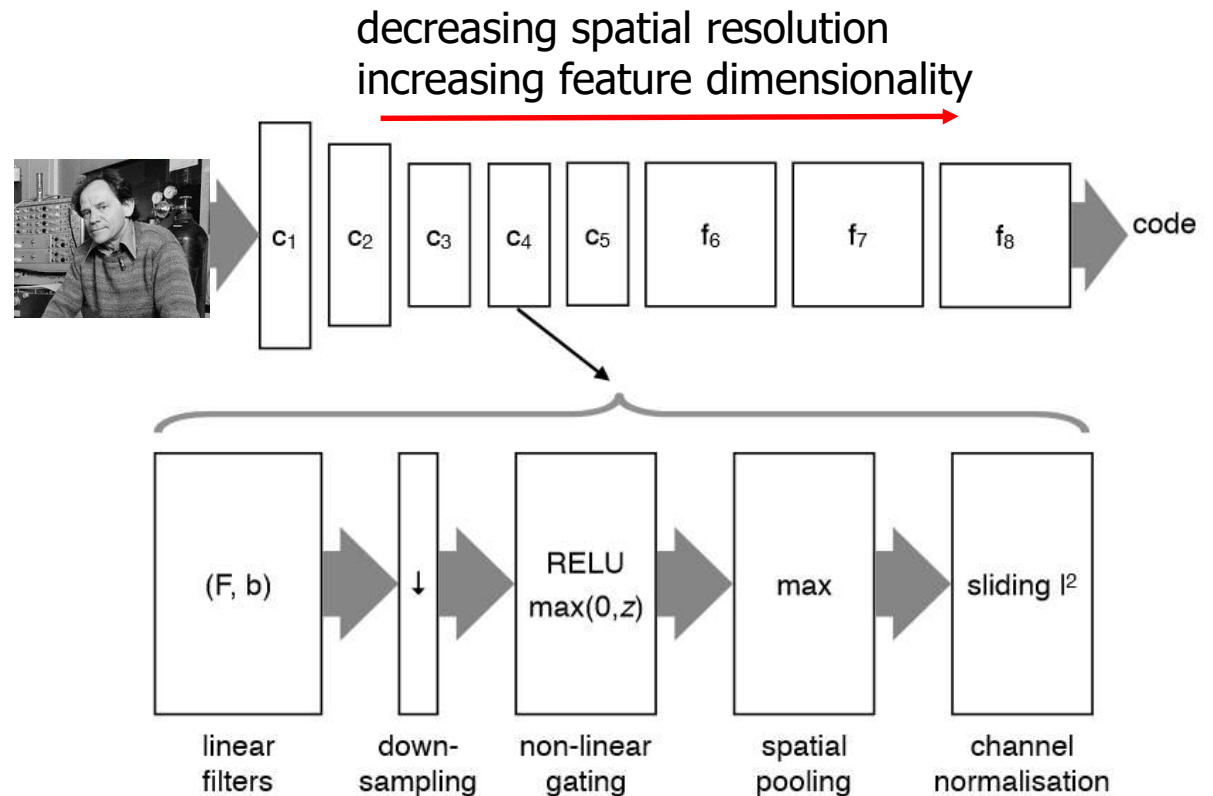 decreasing spatial resolution
increasing feature dimensionality
c₁ c₂ c₃ c₄ c₅ f₆ f₇ f₈ code
(F, b)
↓
RELU
max(0,z)
max
sliding l²
linear
filters
down-
sampling
non-linear
gating
spatial
pooling
channel
normalisation